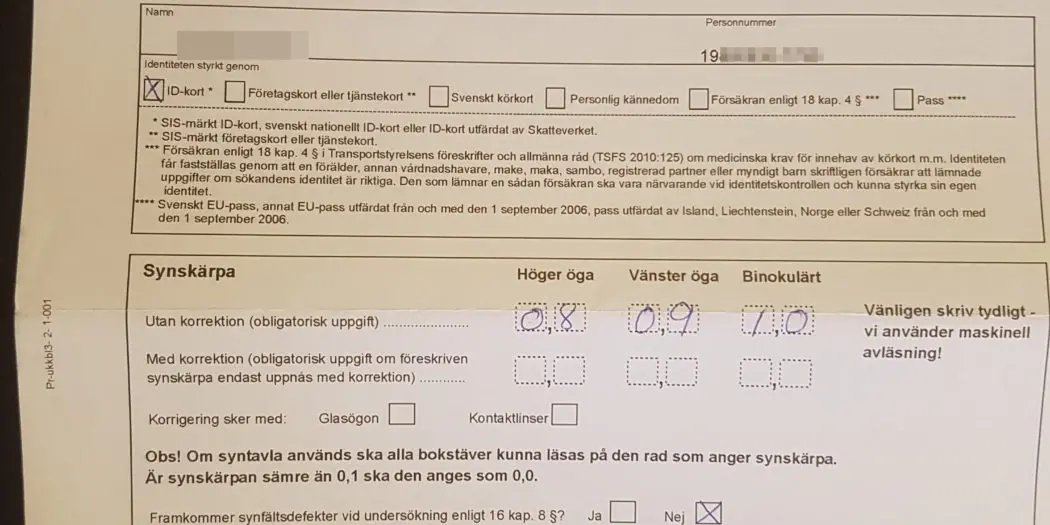 Namn
Personnummer
19
Identiteten styrkt genom
ID-kort * Företagskort eller tjänstekort ** Svenskt körkort Personlig kännedom Försäkran enligt 18 kap. 4 § *** Pass ****
* SIS-märkt ID-kort, svenskt nationellt ID-kort eller ID-kort utfärdat av Skatteverket.
** SIS-märkt företagskort eller tjänstekort.
*** Försäkran enligt 18 kap. 4 § i Transportstyrelsens föreskrifter och allmänna råd (TSFS 2010:125) om medicinska krav för innehav av körkort m.m. Identiteten
får fastställas genom att en förälder, annan vårdnadshavare, make, maka, sambo, registrerad partner eller myndigt barn skriftligen försäkrar att lämnade
uppgifter om sökandens identitet är riktiga. Den som lämnar en sådan försäkran ska vara närvarande vid identitetskontrollen och kunna styrka sin egen
identitet.
**** Svenskt EU-pass, annat EU-pass utfärdat från och med den 1 september 2006, pass utfärdat av Island, Liechtenstein, Norge eller Schweiz från och med
den 1 september 2006.
Synskärpa Höger öga Vänster öga Binokulärt
Utan korrektion (obligatorisk uppgift) ...................... 0,8 0,9 1,0
Vänligen skriv tydligt -
vi använder maskinell
avläsning!
Med korrektion (obligatorisk uppgift om föreskriven
synskärpa endast uppnås med korrektion) ............ , , ,
Korrigering sker med: Glasögon Kontaktlinser
Obs! Om syntavla används ska alla bokstäver kunna läsas på den rad som anger synskärpa.
Är synskärpan sämre än 0,1 ska den anges som 0,0.
Framkommer synfältsdefekter vid undersökning enligt 16 kap. 8 §? Ja Nej
Pr-ukkbl3- 2- 1-001